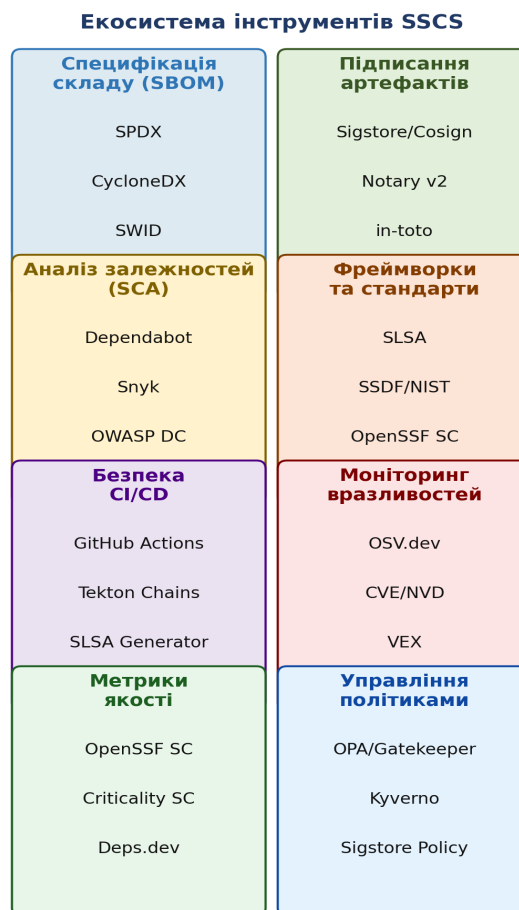 Екосистема інструментів SSCS
Специфікація
складу (SBOM)
SPDX
CycloneDX
SWID
Підписання
артефактів
Sigstore/Cosign
Notary v2
in-toto
Аналіз залежностей
(SCA)
Dependabot
Snyk
OWASP DC
Фреймворки
та стандарти
SLSA
SSDF/NIST
OpenSSF SC
Безпека
CI/CD
GitHub Actions
Tekton Chains
SLSA Generator
Моніторинг
вразливостей
OSV.dev
CVE/NVD
VEX
Метрики
якості
OpenSSF SC
Criticality SC
Deps.dev
Управління
політиками
OPA/Gatekeeper
Kyverno
Sigstore Policy